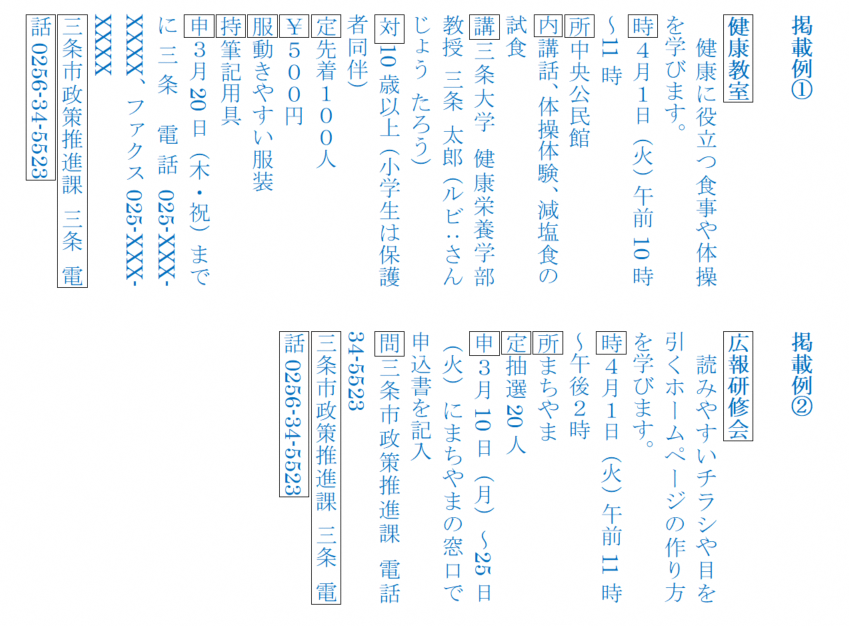 掲載例①
健康教室
健康に役立つ食事や体操
を学びます。
時４月１日（火）午前10時
～11時
所中央公民館
内講話、体操体験、減塩食の
試食
講三条大学　健康栄養学部
教授　三条　太郎（ルビ：さん
じょう　たろう）
対10歳以上（小学生は保護
者同伴）
定先着１００人
￥５００円
服動きやすい服装
持筆記用具
申３月20日（木・祝）まで
に三条　電話　025-XXX-
XXXX、ファクス025-XXX-
XXXX
三条市政策推進課　三条　電
話0256-34-5523
掲載例②
広報研修会
読みやすいチラシや目を
引くホームページの作り方
を学びます。
時４月１日（火）午前11時
～午後２時
所まちやま
定抽選20人
申３月10日（月）～25日
（火）にまちやまの窓口で
申込書を記入
問三条市政策推進課　電話
34-5523
三条市政策推進課　三条　電
話0256-34-5523